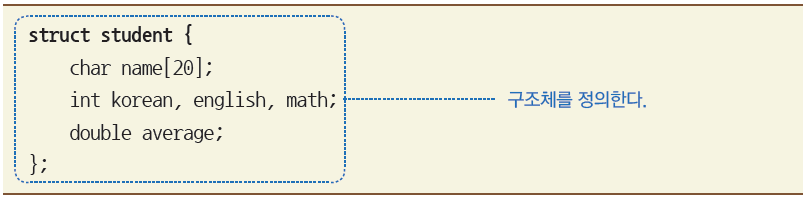 struct student {
char name[20];
int korean, english, math;
구조체를 정의한다.
double average;
};